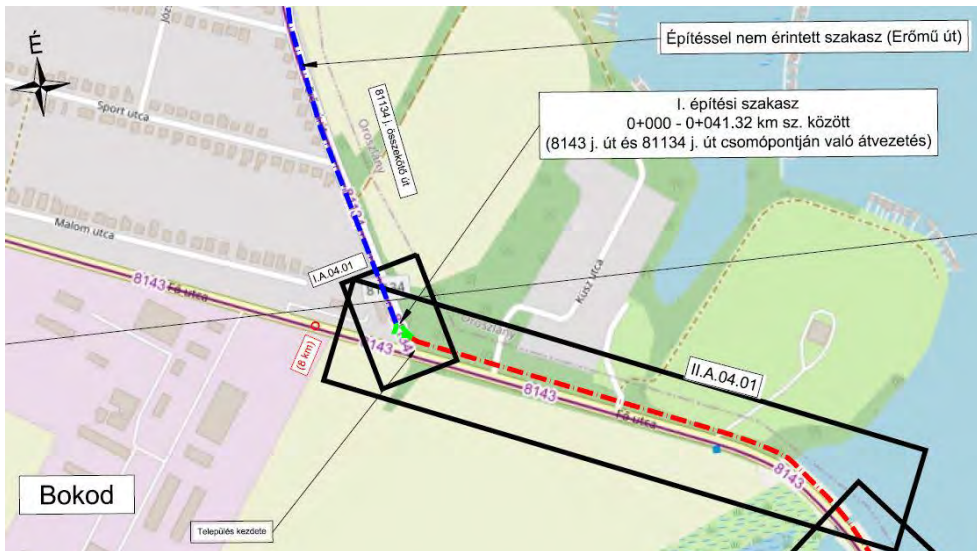 Építéssel nem érintett szakasz (Erőmű út)
É
I. építési szakasz
0+000 - 0+041.32 km sz. között
(8143 j. út és 81134 j. út csomópontján való átvezetés)
81134 j. összekötő út
Oroszlány
Sport utca
81134
Malom utca
I.A.04.01
Kusz utca
8143
Fő utca
Oroszlány
(8 km)
8143
II.A.04.01
8143
Fő utca
8143
Bokod
Település kezdete